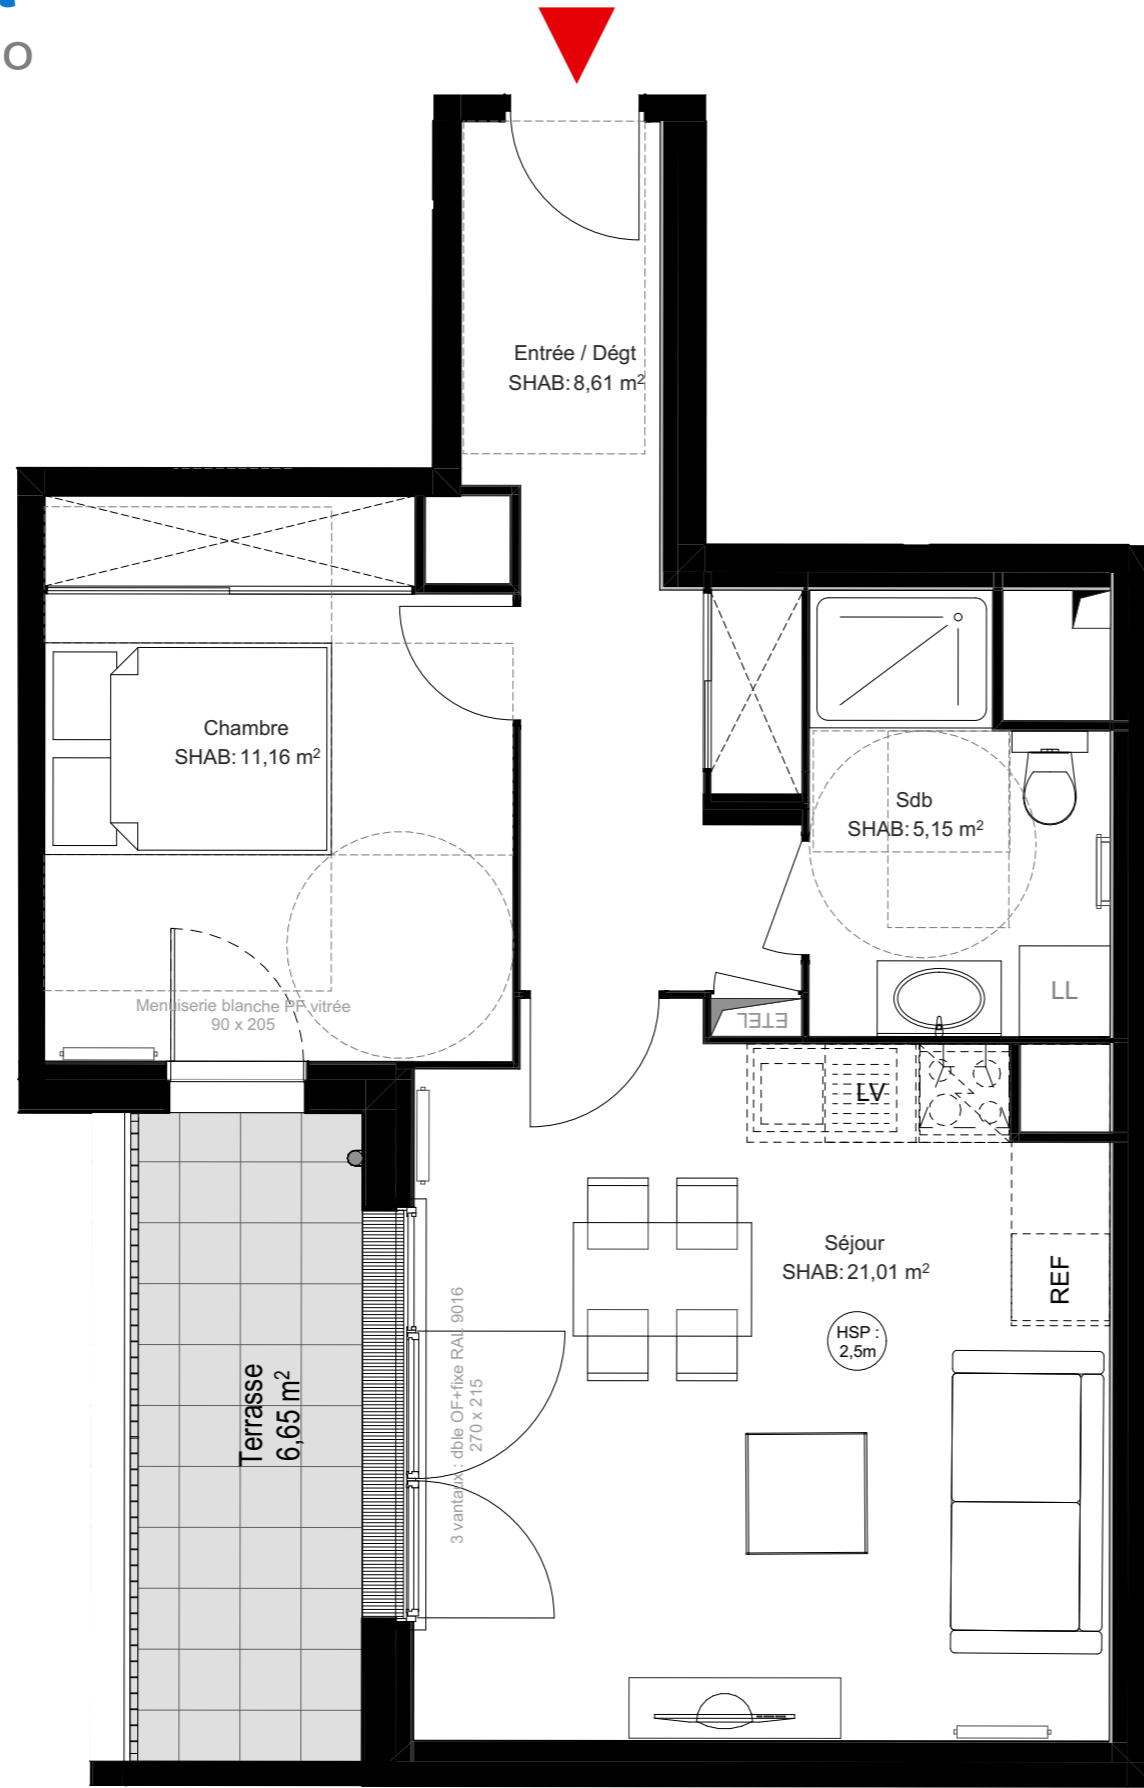 O
Entrée / Dégt
SHAB: 8,61 m²
Chambre
SHAB: 11,16 m²
Sdb
SHAB: 5,15 m²
Menuiserie blanche PF vitrée
90 x 205
ETEL
LL
LV
Séjour
SHAB: 21,01 m²
REF
HSP :
2,5m
3 vantaux : dble OF+fixe RAL 9016
270 x 215
Terrasse
6,65 m²